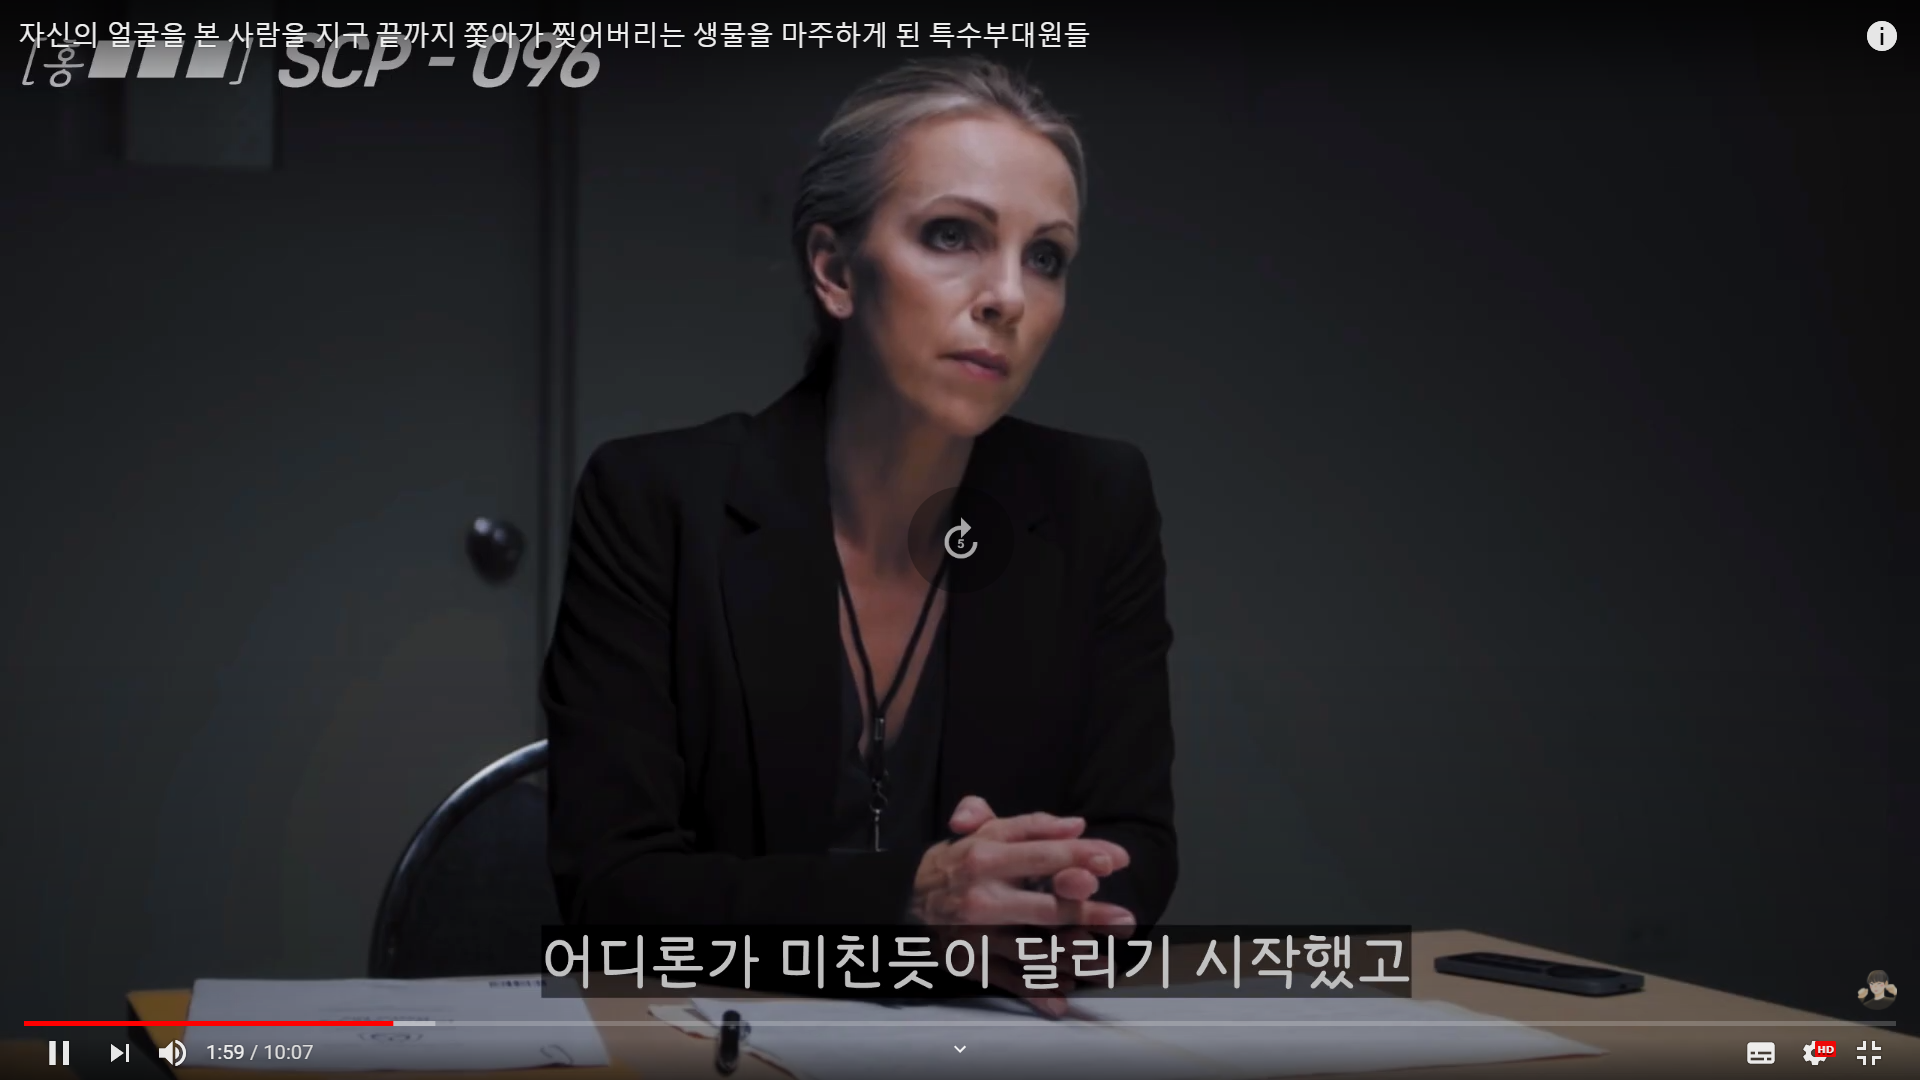 자신의 얼굴을 본 사람을 지구 끝까지 쫓아가 찢어버리는 생물을 마주하게 된 특수부대원들
[홍■■■] SCP - 096
5
어디론가 미친듯이 달리기 시작했고
1:59 / 10:07
HD